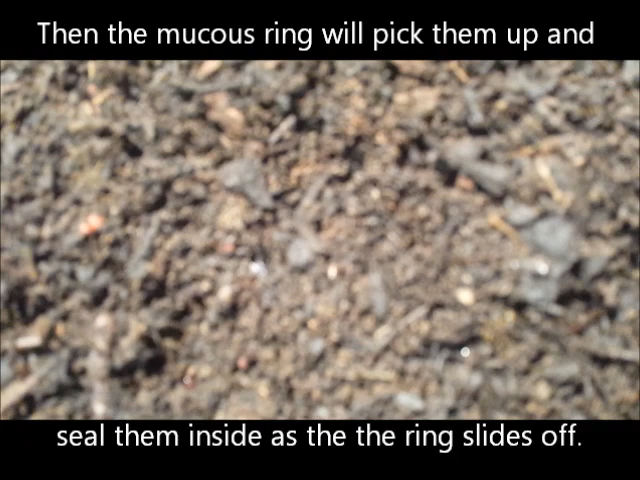 Then the mucous ring will pick them up and
seal them inside as the the ring slides off.